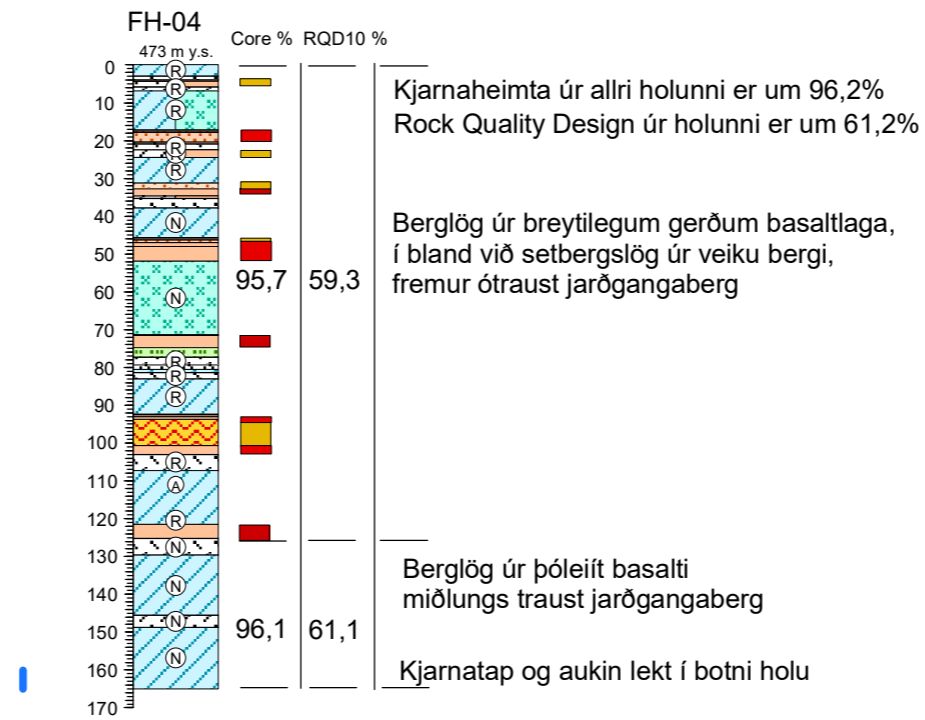 FH-04
473 m y.s.
Core %
RQD10 %
0
10
20
30
40
50
60
70
80
90
100
110
120
130
140
150
160
170
R
R
R
R
R
R
N
N
R
R
R
R
A
R
N
N
N
N
95,7
59,3
96,1
61,1
Kjarnaheimta úr allri holunni er um 96,2%
Rock Quality Design úr holunni er um 61,2%
Berglög úr breytilegum gerðum basaltlaga,
í bland við setbergslög úr veiku bergi,
fremur ótraust jarðgangaberg
Berglög úr þóleiít basalti
miðlungs traust jarðgangaberg
Kjarnatap og aukin lekt í botni holu